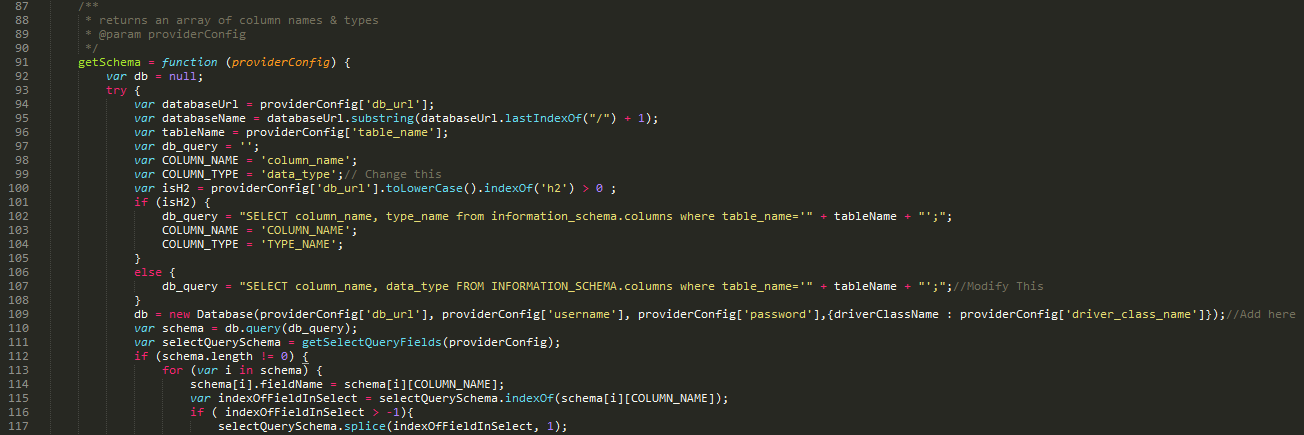 87 /**
88 * returns an array of column names & types
89 * @param providerConfig
90 */
91 getSchema = function (providerConfig) {
92 var db = null;
93 try {
94 var databaseUrl = providerConfig['db_url'];
95 var databaseName = databaseUrl.substring(databaseUrl.lastIndexOf("/") + 1);
96 var tableName = providerConfig['table_name'];
97 var db_query = '';
98 var COLUMN_NAME = 'column_name';
99 var COLUMN_TYPE = 'data_type';// Change this
100 var isH2 = providerConfig['db_url'].toLowerCase().indexOf('h2') > 0 ;
101 if (isH2) {
102 db_query = "SELECT column_name, type_name from information_schema.columns where table_name='" + tableName + "';";
103 COLUMN_NAME = 'COLUMN_NAME';
104 COLUMN_TYPE = 'TYPE_NAME';
105 }
106 else {
107 db_query = "SELECT column_name, data_type FROM INFORMATION_SCHEMA.columns where table_name='" + tableName + "';";//Modify This
108 }
109 db = new Database(providerConfig['db_url'], providerConfig['username'], providerConfig['password'],{driverClassName : providerConfig['driver_class_name']});//Add here
110 var schema = db.query(db_query);
111 var selectQuerySchema = getSelectQueryFields(providerConfig);
112 if (schema.length != 0) {
113 for (var i in schema) {
114 schema[i].fieldName = schema[i][COLUMN_NAME];
115 var indexOfFieldInSelect = selectQuerySchema.indexOf(schema[i][COLUMN_NAME]);
116 if ( indexOfFieldInSelect > -1){
117 selectQuerySchema.splice(indexOfFieldInSelect, 1);